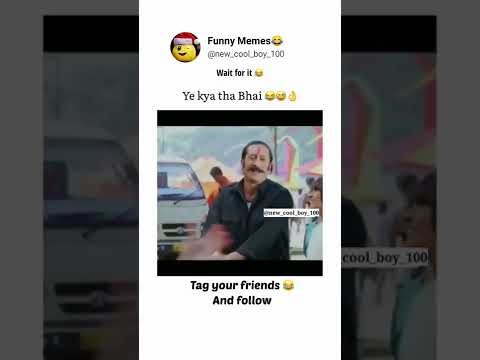 Funny Memes😂
@new_cool_boy_100
Wait for it 😂
Ye kya tha Bhai 😂😅👌
@new_cool_boy_100
cool_boy_100
Tag your friends 😂
And follow